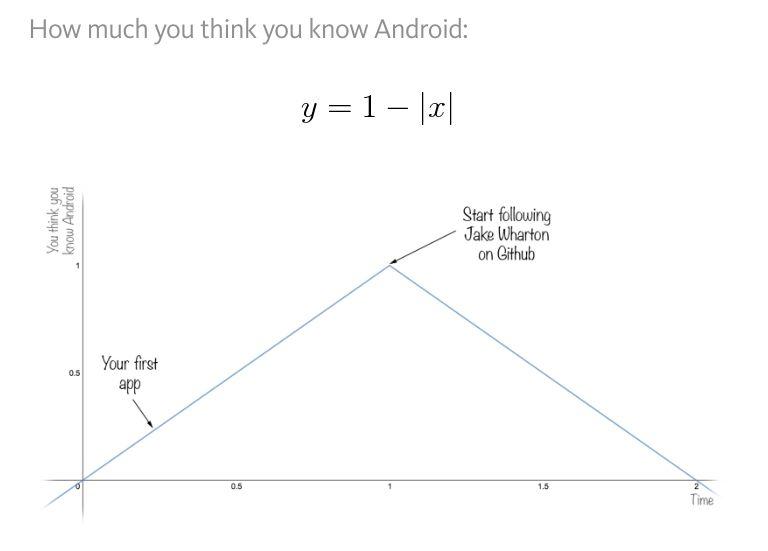 How much you think you know Android:
y = 1 − |x|
You think you
know Android
Start following
Jake Wharton
on Github
1
Your first
app
0.5
0
0.5
1
1.5
2
Time